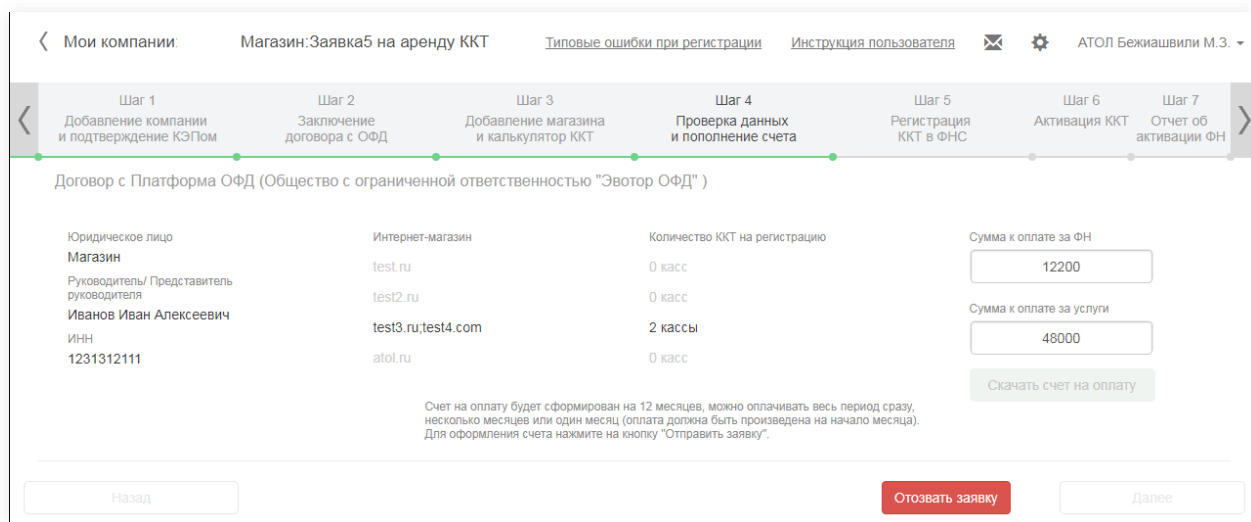 Мои компании:
Магазин:Заявка5 на аренду ККТ
Типовые ошибки при регистрации
Инструкция пользователя
АТОЛ Бежиашвили М.З.
Шаг 1
Добавление компании
и подтверждение КЭПом
Шаг 2
Заключение
договора с ОФД
Шаг 3
Добавление магазина
и калькулятор ККТ
Шаг 4
Проверка данных
и пополнение счета
Шаг 5
Регистрация
ККТ в ФНС
Шаг 6
Активация ККТ
Шаг 7
Отчет об
активации ФН
Договор с Платформа ОФД (Общество с ограниченной ответственностью "Эвотор ОФД" )
Юридическое лицо
Магазин
Руководитель/ Представитель
руководителя
Иванов Иван Алексеевич
ИНН
1231312111
Интернет-магазин
test.ru
test2.ru
test3.ru;test4.com
atol.ru
Количество ККТ на регистрацию
0 касс
0 касс
2 кассы
0 касс
Сумма к оплате за ФН
12200
Сумма к оплате за услуги
48000
Скачать счет на оплату
Счет на оплату будет сформирован на 12 месяцев, можно оплачивать весь период сразу,
несколько месяцев или один месяц (оплата должна быть произведена на начало месяца).
Для оформления счета нажмите на кнопку "Отправить заявку".
Назад
Отозвать заявку
Далее